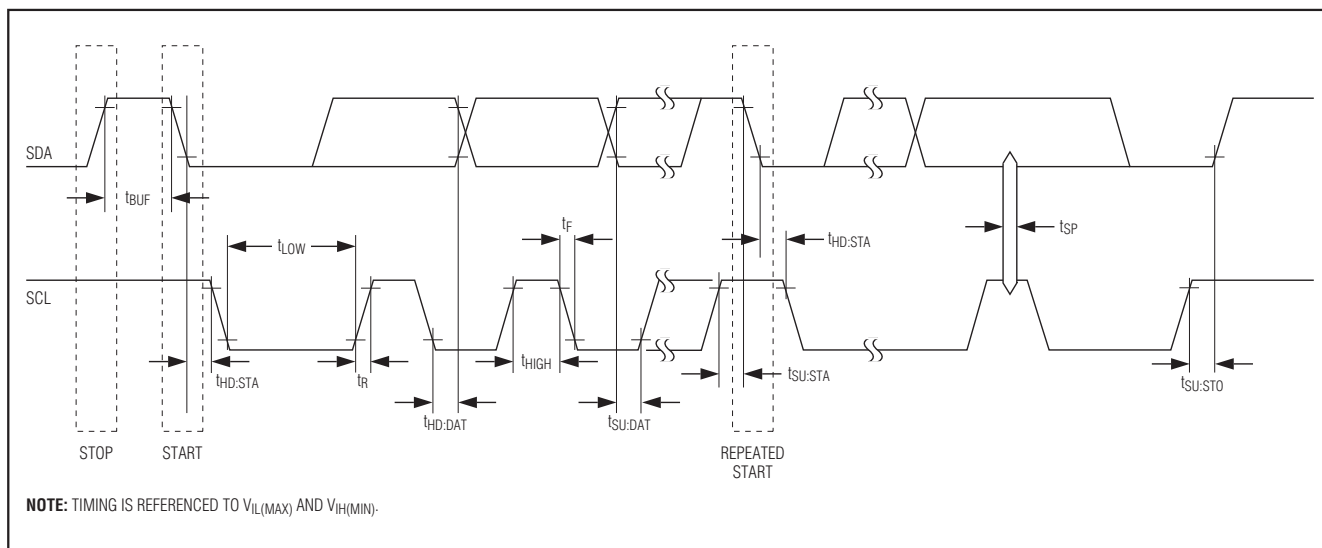 SDA
tBUF
tLOW
tF
tHD:STA
tSP
SCL
tHD:STA
tR
tHIGH
tHD:DAT
tSU:DAT
tSU:STA
tSU:STO
STOP
START
REPEATED
START
NOTE: TIMING IS REFERENCED TO VIL(MAX) AND VIH(MIN).